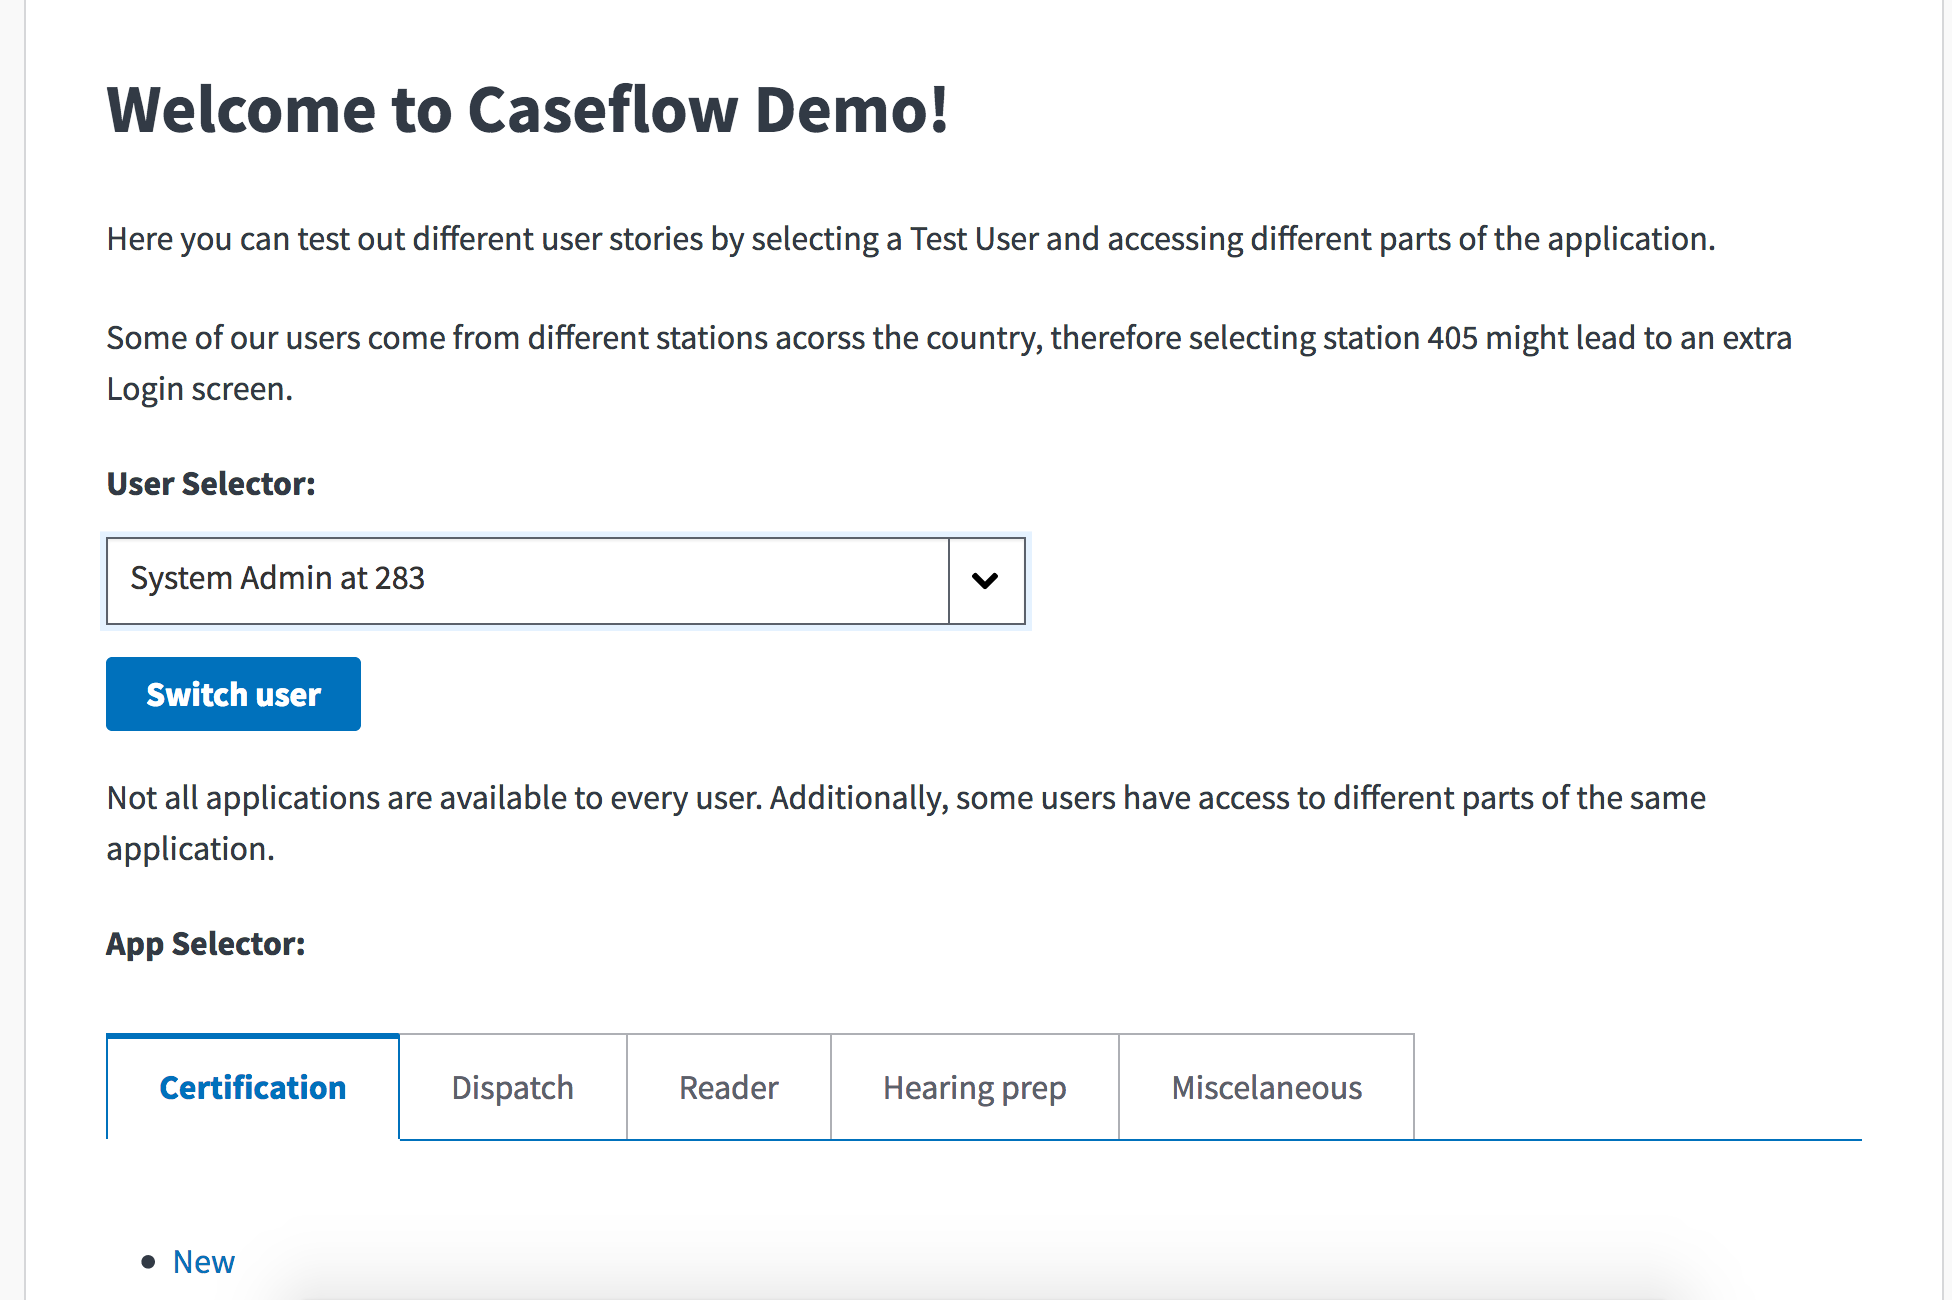 Welcome to Caseflow Demo!
Here you can test out different user stories by selecting a Test User and accessing different parts of the application.
Some of our users come from different stations acorss the country, therefore selecting station 405 might lead to an extra
Login screen.
User Selector:
System Admin at 283
Switch user
Not all applications are available to every user. Additionally, some users have access to different parts of the same
application.
App Selector:
Certification Dispatch Reader Hearing prep Miscelaneous
New